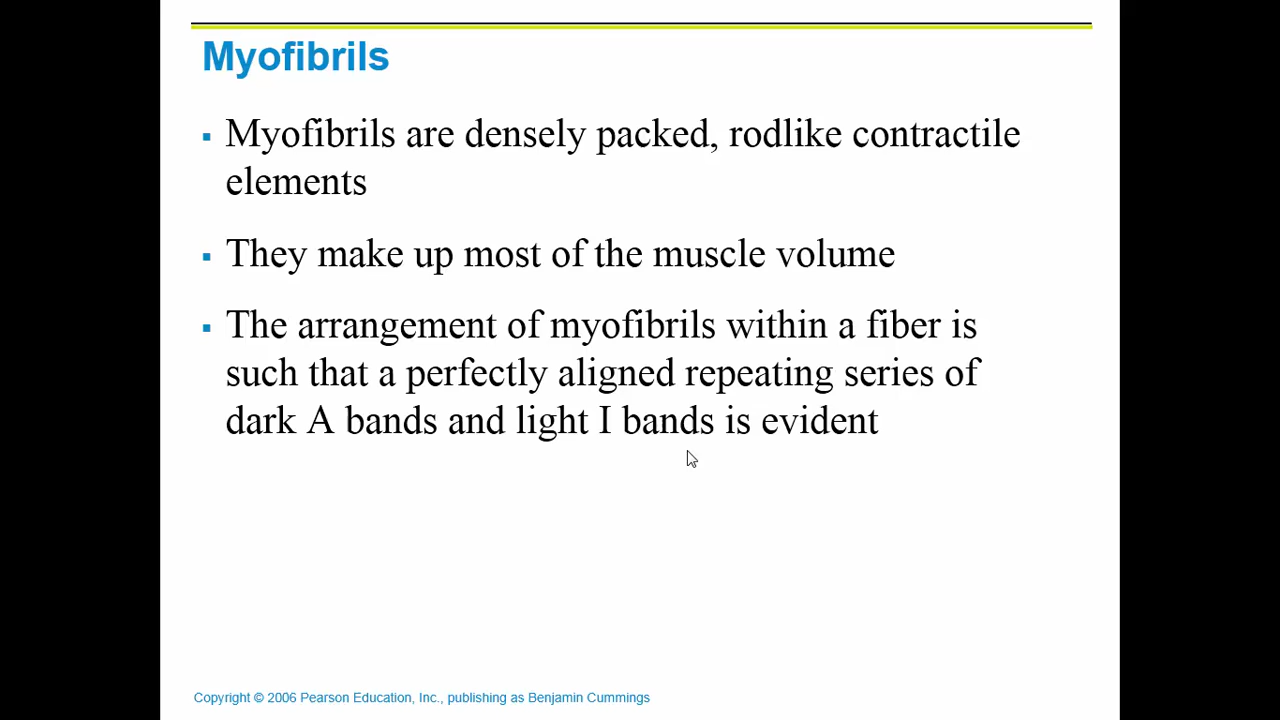 Myofibrils
▪ Myofibrils are densely packed, rodlike contractile
elements
▪ They make up most of the muscle volume
▪ The arrangement of myofibrils within a fiber is
such that a perfectly aligned repeating series of
dark A bands and light I bands is evident
Copyright © 2006 Pearson Education, Inc., publishing as Benjamin Cummings